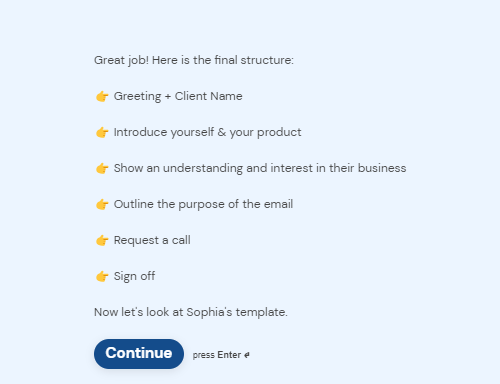 Great job! Here is the final structure:
👉 Greeting + Client Name
👉 Introduce yourself & your product
👉 Show an understanding and interest in their business
👉 Outline the purpose of the email
👉 Request a call
👉 Sign off
Now let's look at Sophia's template.
Continue press Enter ↵